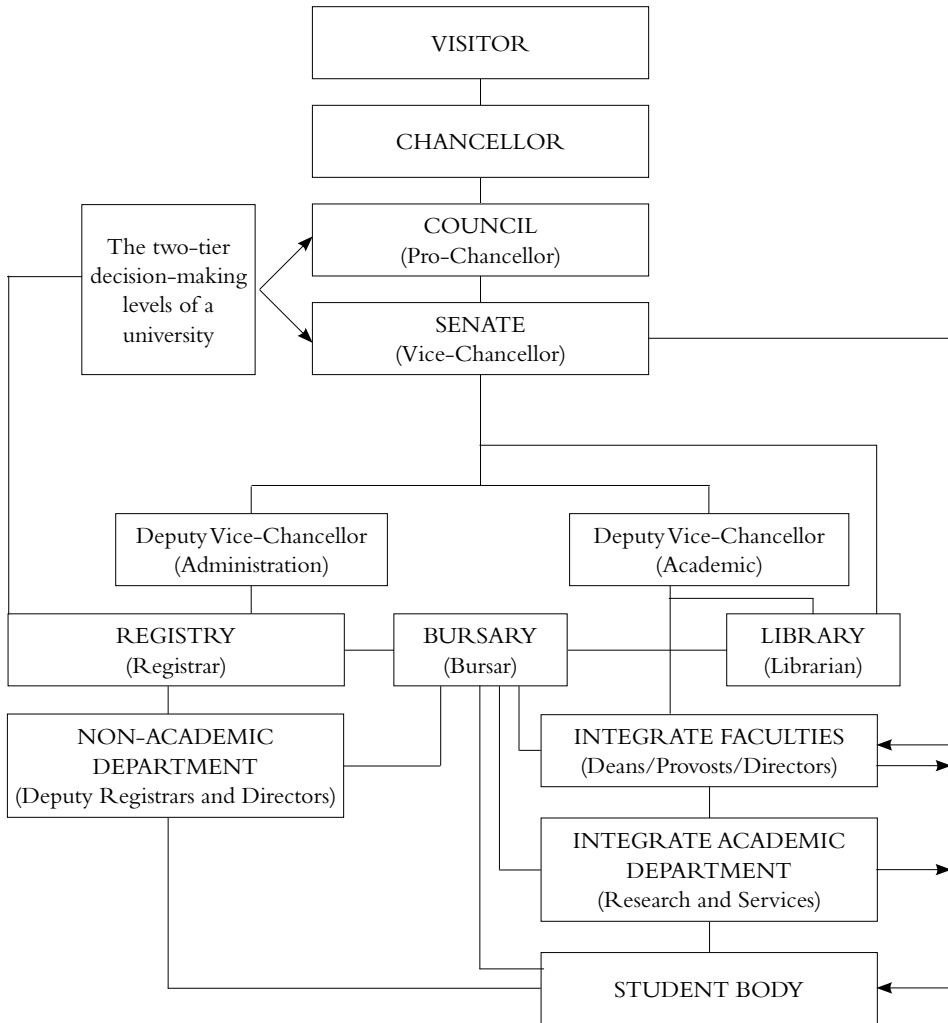 VISITOR
CHANCELLOR
The two-tier
decision-making
levels of a
university
COUNCIL
(Pro-Chancellor)
SENATE
(Vice-Chancellor)
Deputy Vice-Chancellor
(Administration)
Deputy Vice-Chancellor
(Academic)
REGISTRY
(Registrar)
BURSARY
(Bursar)
LIBRARY
(Librarian)
NON-ACADEMIC
DEPARTMENT
(Deputy Registrars and Directors)
INTEGRATE FACULTIES
(Deans/Provosts/Directors)
INTEGRATE ACADEMIC
DEPARTMENT
(Research and Services)
STUDENT BODY